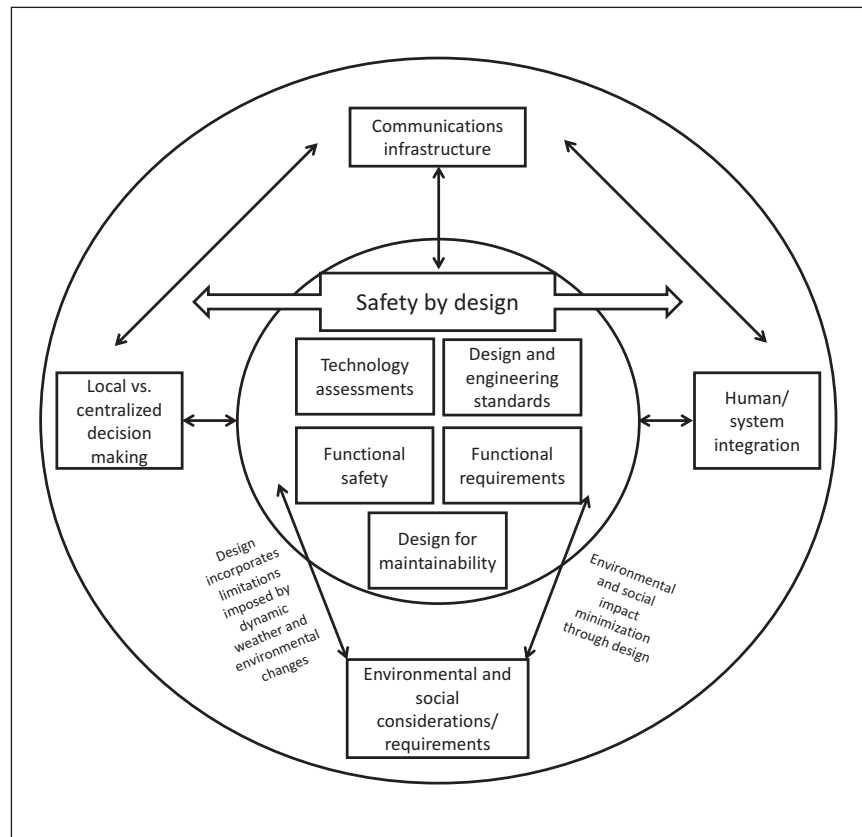 Communications
infrastructure
Safety by design
Technology
assessments
Design and
engineering
standards
Local vs.
centralized
decision
making
Human/
system
integration
Functional
safety
Functional
requirements
Design for
maintainability
Design
incorporates
limitations
imposed by
dynamic
weather and
environmental
changes
Environmental
and social
impact
minimization
through design
Environmental and
social
considerations/
requirements